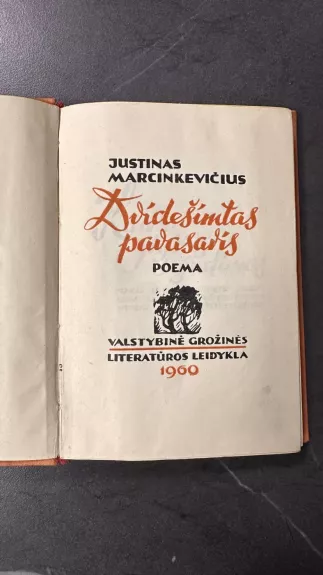 JUSTINAS
MARCINKEVIČIUS
Dvidešimtas
pavasaris
POEMA
VALSTYBINĖ GROŽINĖS
LITERATŪROS LEIDYKLA
1960